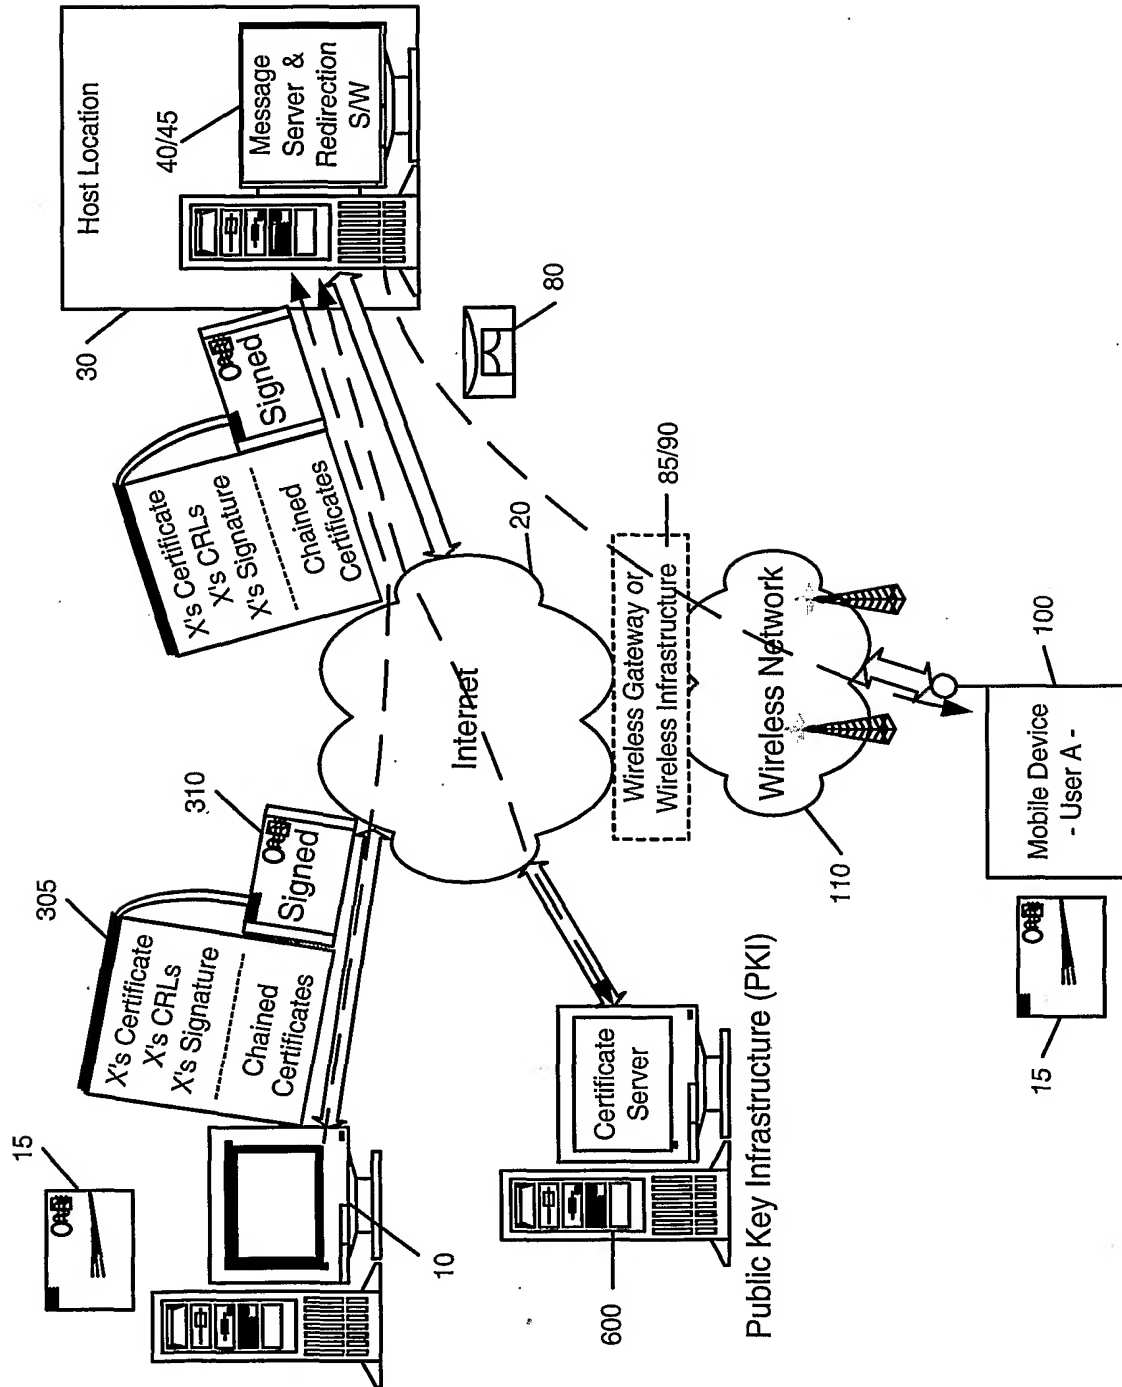 15
305
X's Certificate
X's CRLs
X's Signature
Chained
Certificates
310
Signed
10
30
X's Certificate
X's CRLs
X's Signature
Chained
Certificates
Signed
Host Location
40/45
Message
Server &
Redirection
S/W
80
20
Internet
600
Certificate
Server
Public Key Infrastructure (PKI)
85/90
Wireless Gateway or
Wireless Infrastructure
Wireless Network
110
100
Mobile Device
- User A -
15